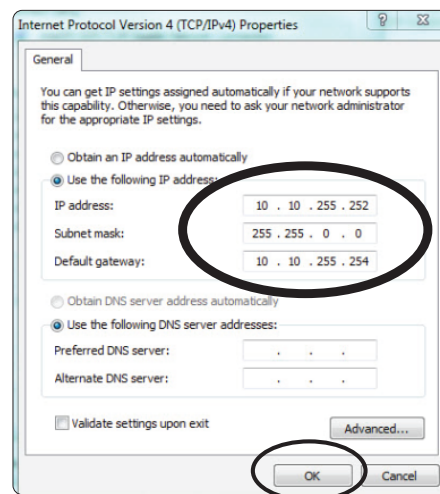 Internet Protocol Version 4 (TCP/IPv4) Properties
General
You can get IP settings assigned automatically if your network supports
this capability. Otherwise, you need to ask your network administrator
for the appropriate IP settings.
Obtain an IP address automatically
Use the following IP address:
IP address: 10 . 10 . 255 . 252
Subnet mask: 255 . 255 . 0 . 0
Default gateway: 10 . 10 . 255 . 254
Obtain DNS server address automatically
Use the following DNS server addresses:
Preferred DNS server: . . .
Alternate DNS server: . . .
Validate settings upon exit
Advanced...
OK Cancel